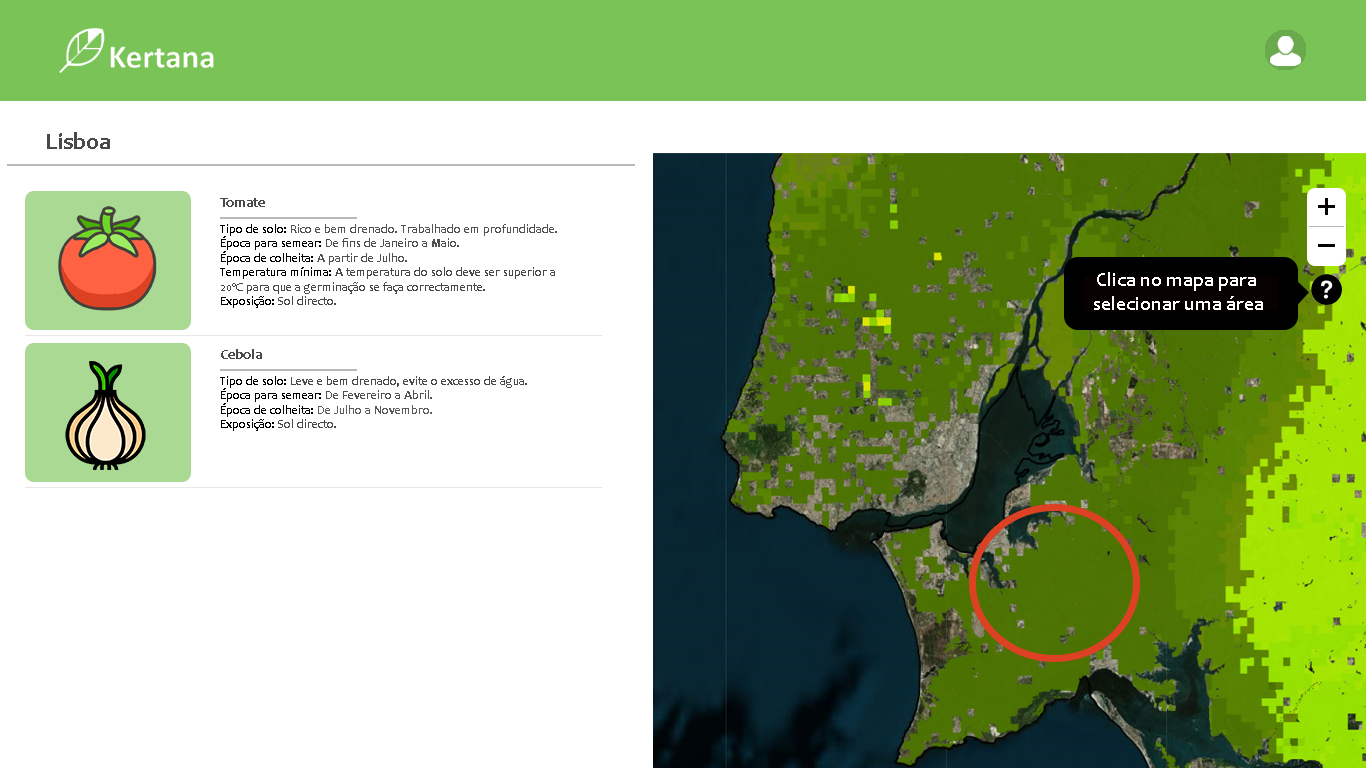 Kertana
Lisboa
Tomate
Tipo de solo: Rico e bem drenado. Trabalhado em profundidade.
Época para semear: De fins de Janeiro a Maio.
Época de colheita: A partir de Julho.
Temperatura mínima: A temperatura do solo deve ser superior a
20ºC para que a germinação se faça correctamente.
Exposição: Sol directo.
Cebola
Tipo de solo: Leve e bem drenado, evite o excesso de água.
Época para semear: De Fevereiro a Abril.
Época de colheita: De Julho a Novembro.
Exposição: Sol directo.
+
−
Clica no mapa para
selecionar uma área
?